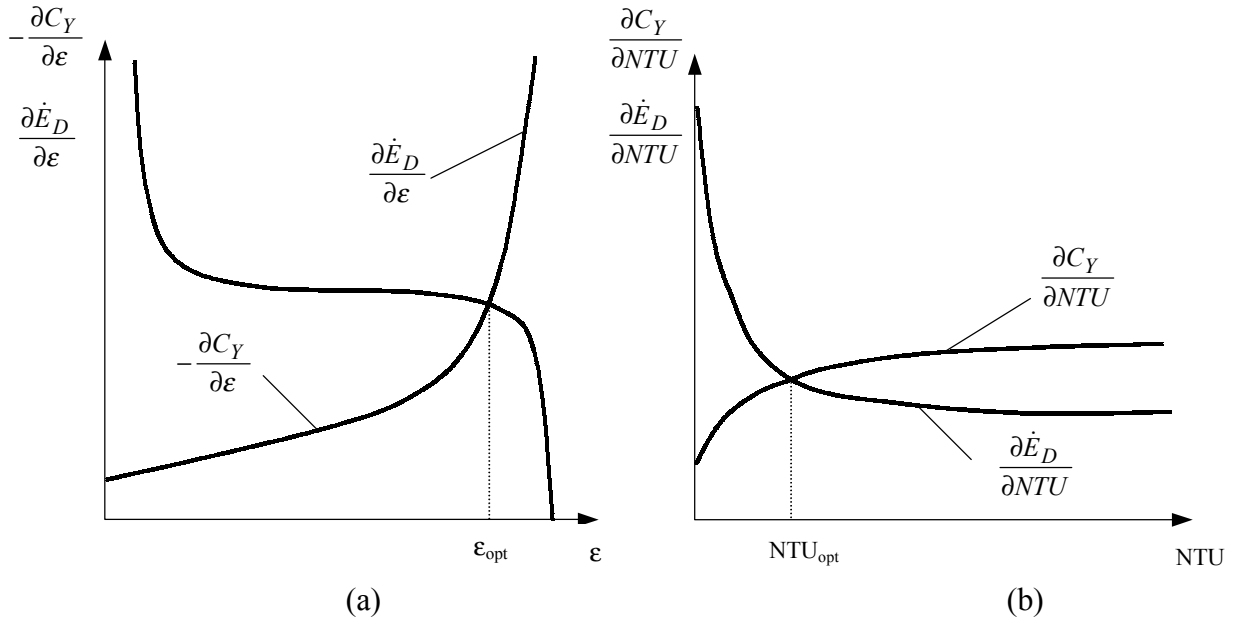 −∂C_Y/∂ε
∂Ė_D/∂ε
∂Ė_D/∂ε
−∂C_Y/∂ε
ε_opt
ε
(a)
∂C_Y/∂NTU
∂Ė_D/∂NTU
∂C_Y/∂NTU
∂Ė_D/∂NTU
NTU_opt
NTU
(b)